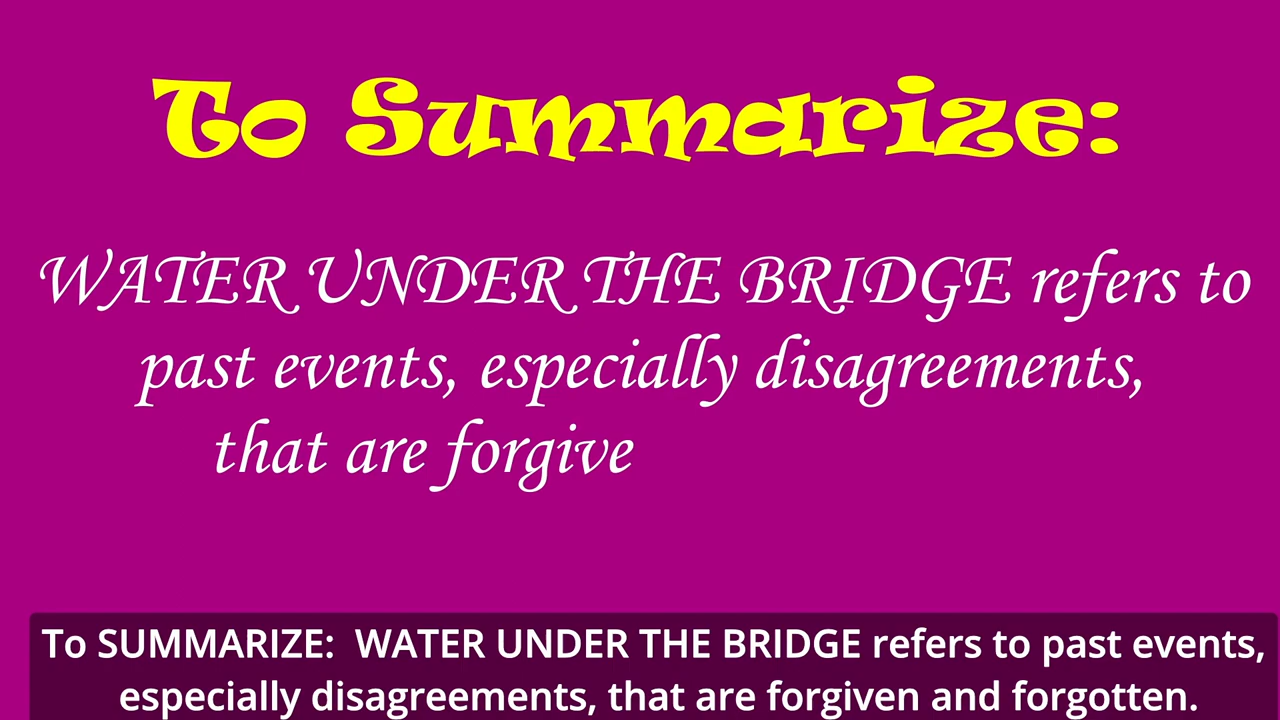 To Summarize:
WATER UNDER THE BRIDGE refers to
past events, especially disagreements,
that are forgive
To SUMMARIZE:  WATER UNDER THE BRIDGE refers to past events,
especially disagreements, that are forgiven and forgotten.